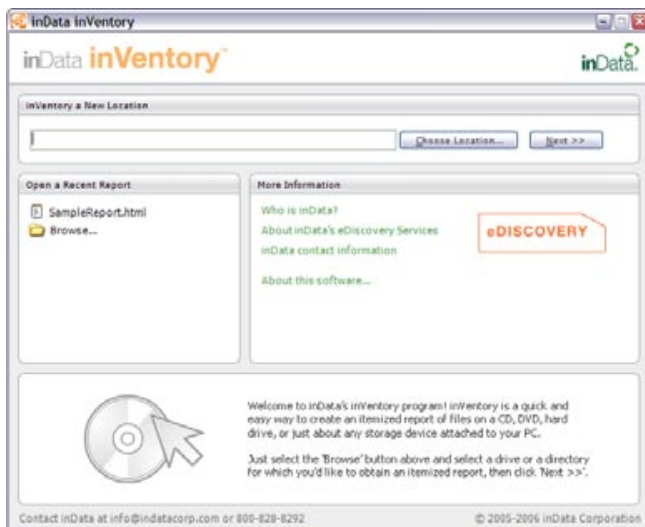 inData inVentory
inData inVentory™
inData.
inVentory a New Location
Choose Location...
Next >>
Open a Recent Report
SampleReport.html
Browse...
More Information
Who is inData?
About inData's eDiscovery Services
inData contact information
About this software...
eDISCOVERY
Welcome to inData's inVentory program! inVentory is a quick and
easy way to create an itemized report of files on a CD, DVD, hard
drive, or just about any storage device attached to your PC.
Just select the 'Browse' button above and select a drive or a directory
for which you'd like to obtain an itemized report, then click 'Next >>'.
Contact inData at info@indatacorp.com or 800-828-8292
© 2005-2006 inData Corporation